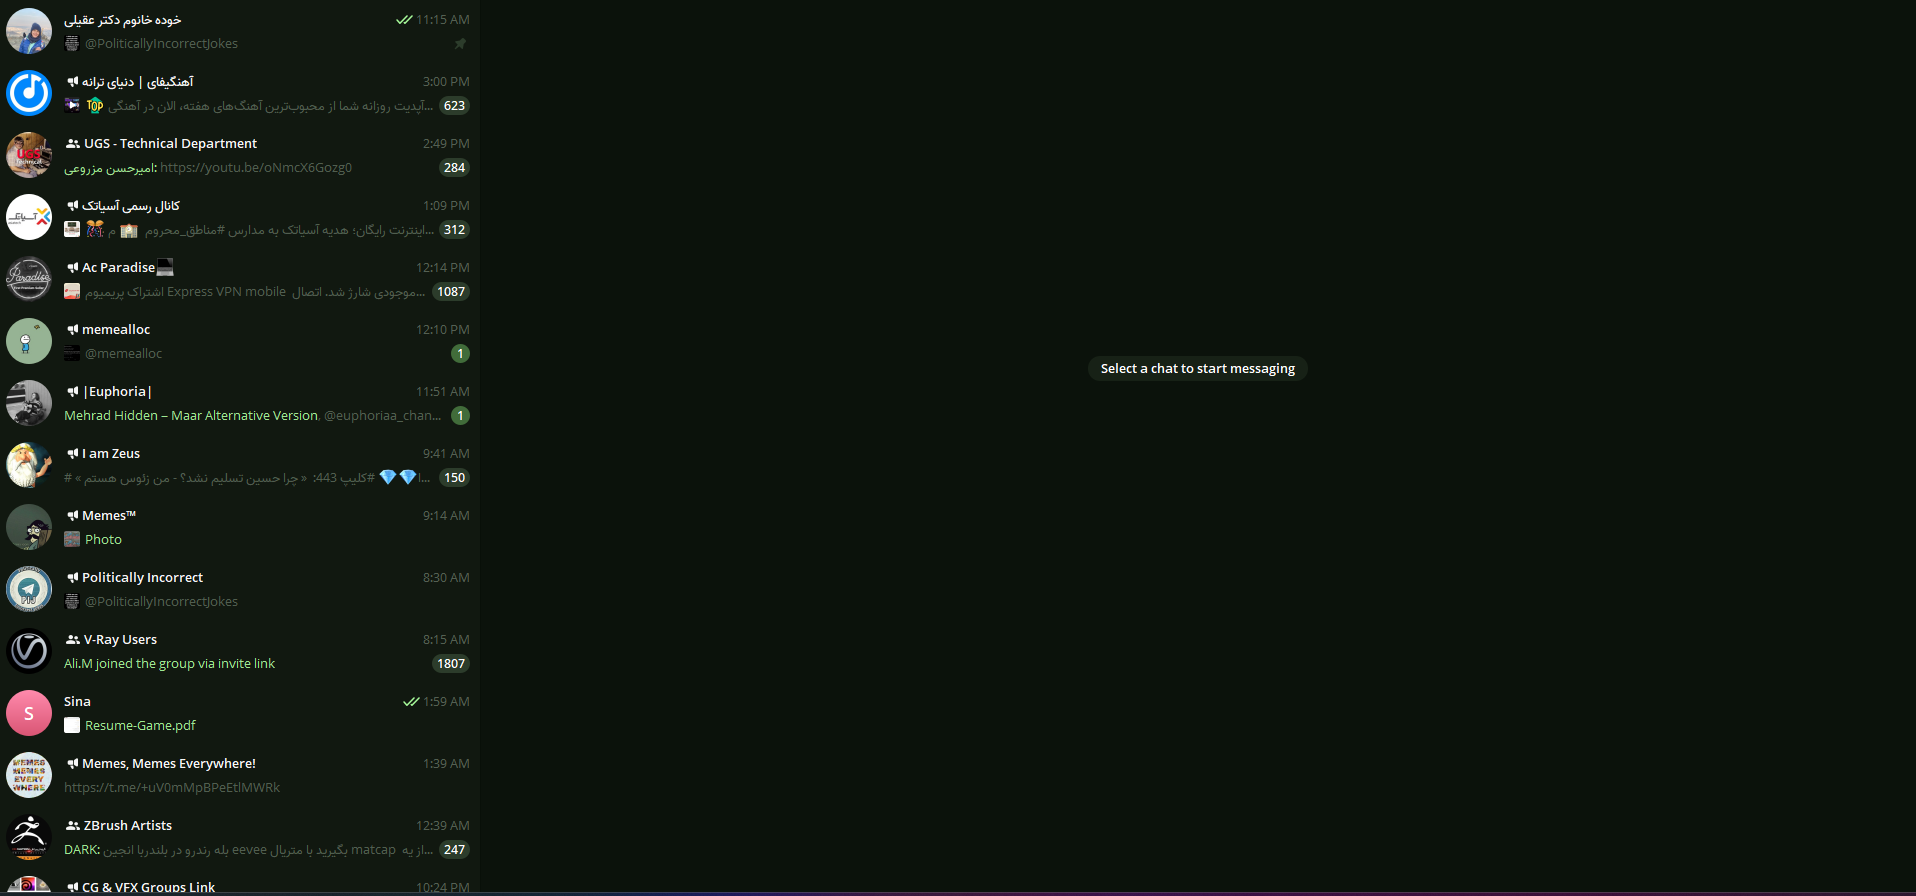 خوده خانوم دکتر عقیلی 11:15 AM
@PoliticallyIncorrectJokes
آهنگیفای | دنیای ترانه 3:00 PM
TOP آپدیت روزانه شما از محبوب‌ترین آهنگ‌های هفته، الان در آهنگی... 623
UGS - Technical Department 2:49 PM
امیرحسن مزروعی: https://youtu.be/oNmcX6Gozg0 284
کانال رسمی آسیاتک 1:09 PM
اینترنت رایگان؛ هدیه آسیاتک به مدارس #مناطق_محروم م... 312
Ac Paradise 12:14 PM
اشتراک پریمیوم Express VPN mobile موجودی شارژ شد. اتصال... 1087
memealloc 12:10 PM
@memealloc 1
|Euphoria| 11:51 AM
Mehrad Hidden – Maar Alternative Version, @euphoriaa_chan... 1
I am Zeus 9:41 AM
# « چرا حسین تسلیم نشد؟ - من زئوس هستم » :443 کلیپ# ا... 150
Memes™ 9:14 AM
Photo
Politically Incorrect 8:30 AM
@PoliticallyIncorrectJokes
V-Ray Users 8:15 AM
Ali.M joined the group via invite link 1807
S
Sina 1:59 AM
Resume-Game.pdf
MEMES MEMES EVERY WHERE
Memes, Memes Everywhere! 1:39 AM
https://t.me/+uV0mMpBPeEtlMWRk
ZBrush Artists 12:39 AM
DARK: بله رندرو در بلندربا انجین eevee بگیرید با متریال matcap از یه... 247
CG & VFX Groups Link 10:24 PM
Select a chat to start messaging